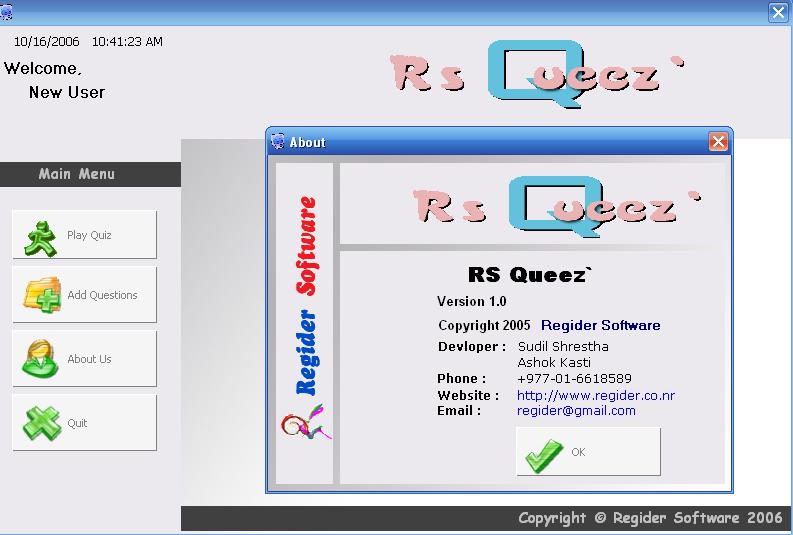 10/16/2006 10:41:23 AM
Welcome,
New User
Rs Queez`
Main Menu
Play Quiz
Add Questions
About Us
Quit
About
Regider Software
Rs Queez`
RS Queez`
Version 1.0
Copyright 2005 Regider Software
Devloper : Sudil Shrestha
Ashok Kasti
Phone : +977-01-6618589
Website : http://www.regider.co.nr
Email : regider@gmail.com
OK
Copyright © Regider Software 2006